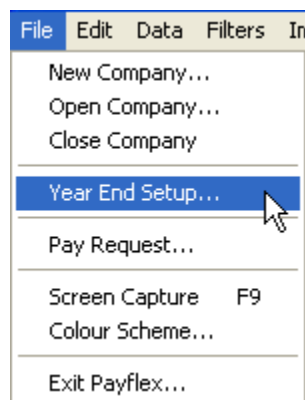 File Edit Data Filters
New Company...
Open Company...
Close Company
Year End Setup...
Pay Request...
Screen Capture F9
Colour Scheme...
Exit Payflex...